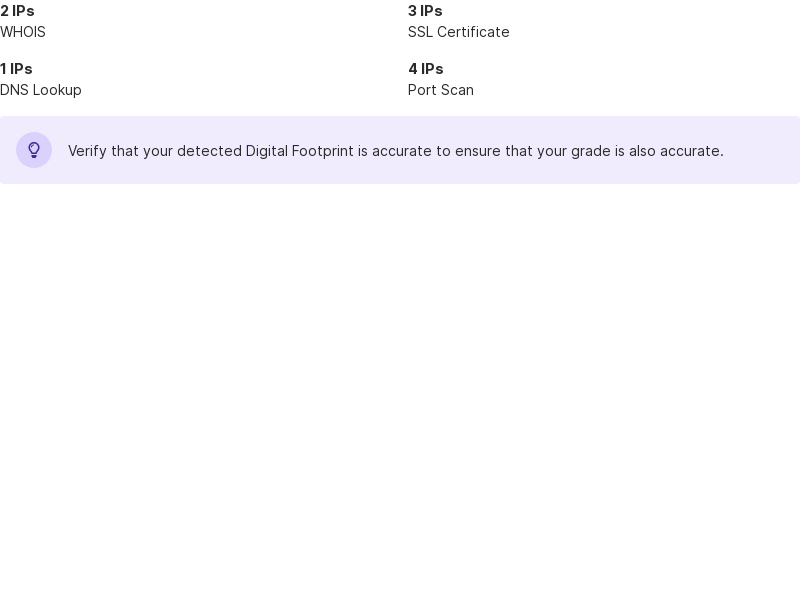 2 IPs
WHOIS
3 IPs
SSL Certificate
1 IPs
DNS Lookup
4 IPs
Port Scan
Verify that your detected Digital Footprint is accurate to ensure that your grade is also accurate.